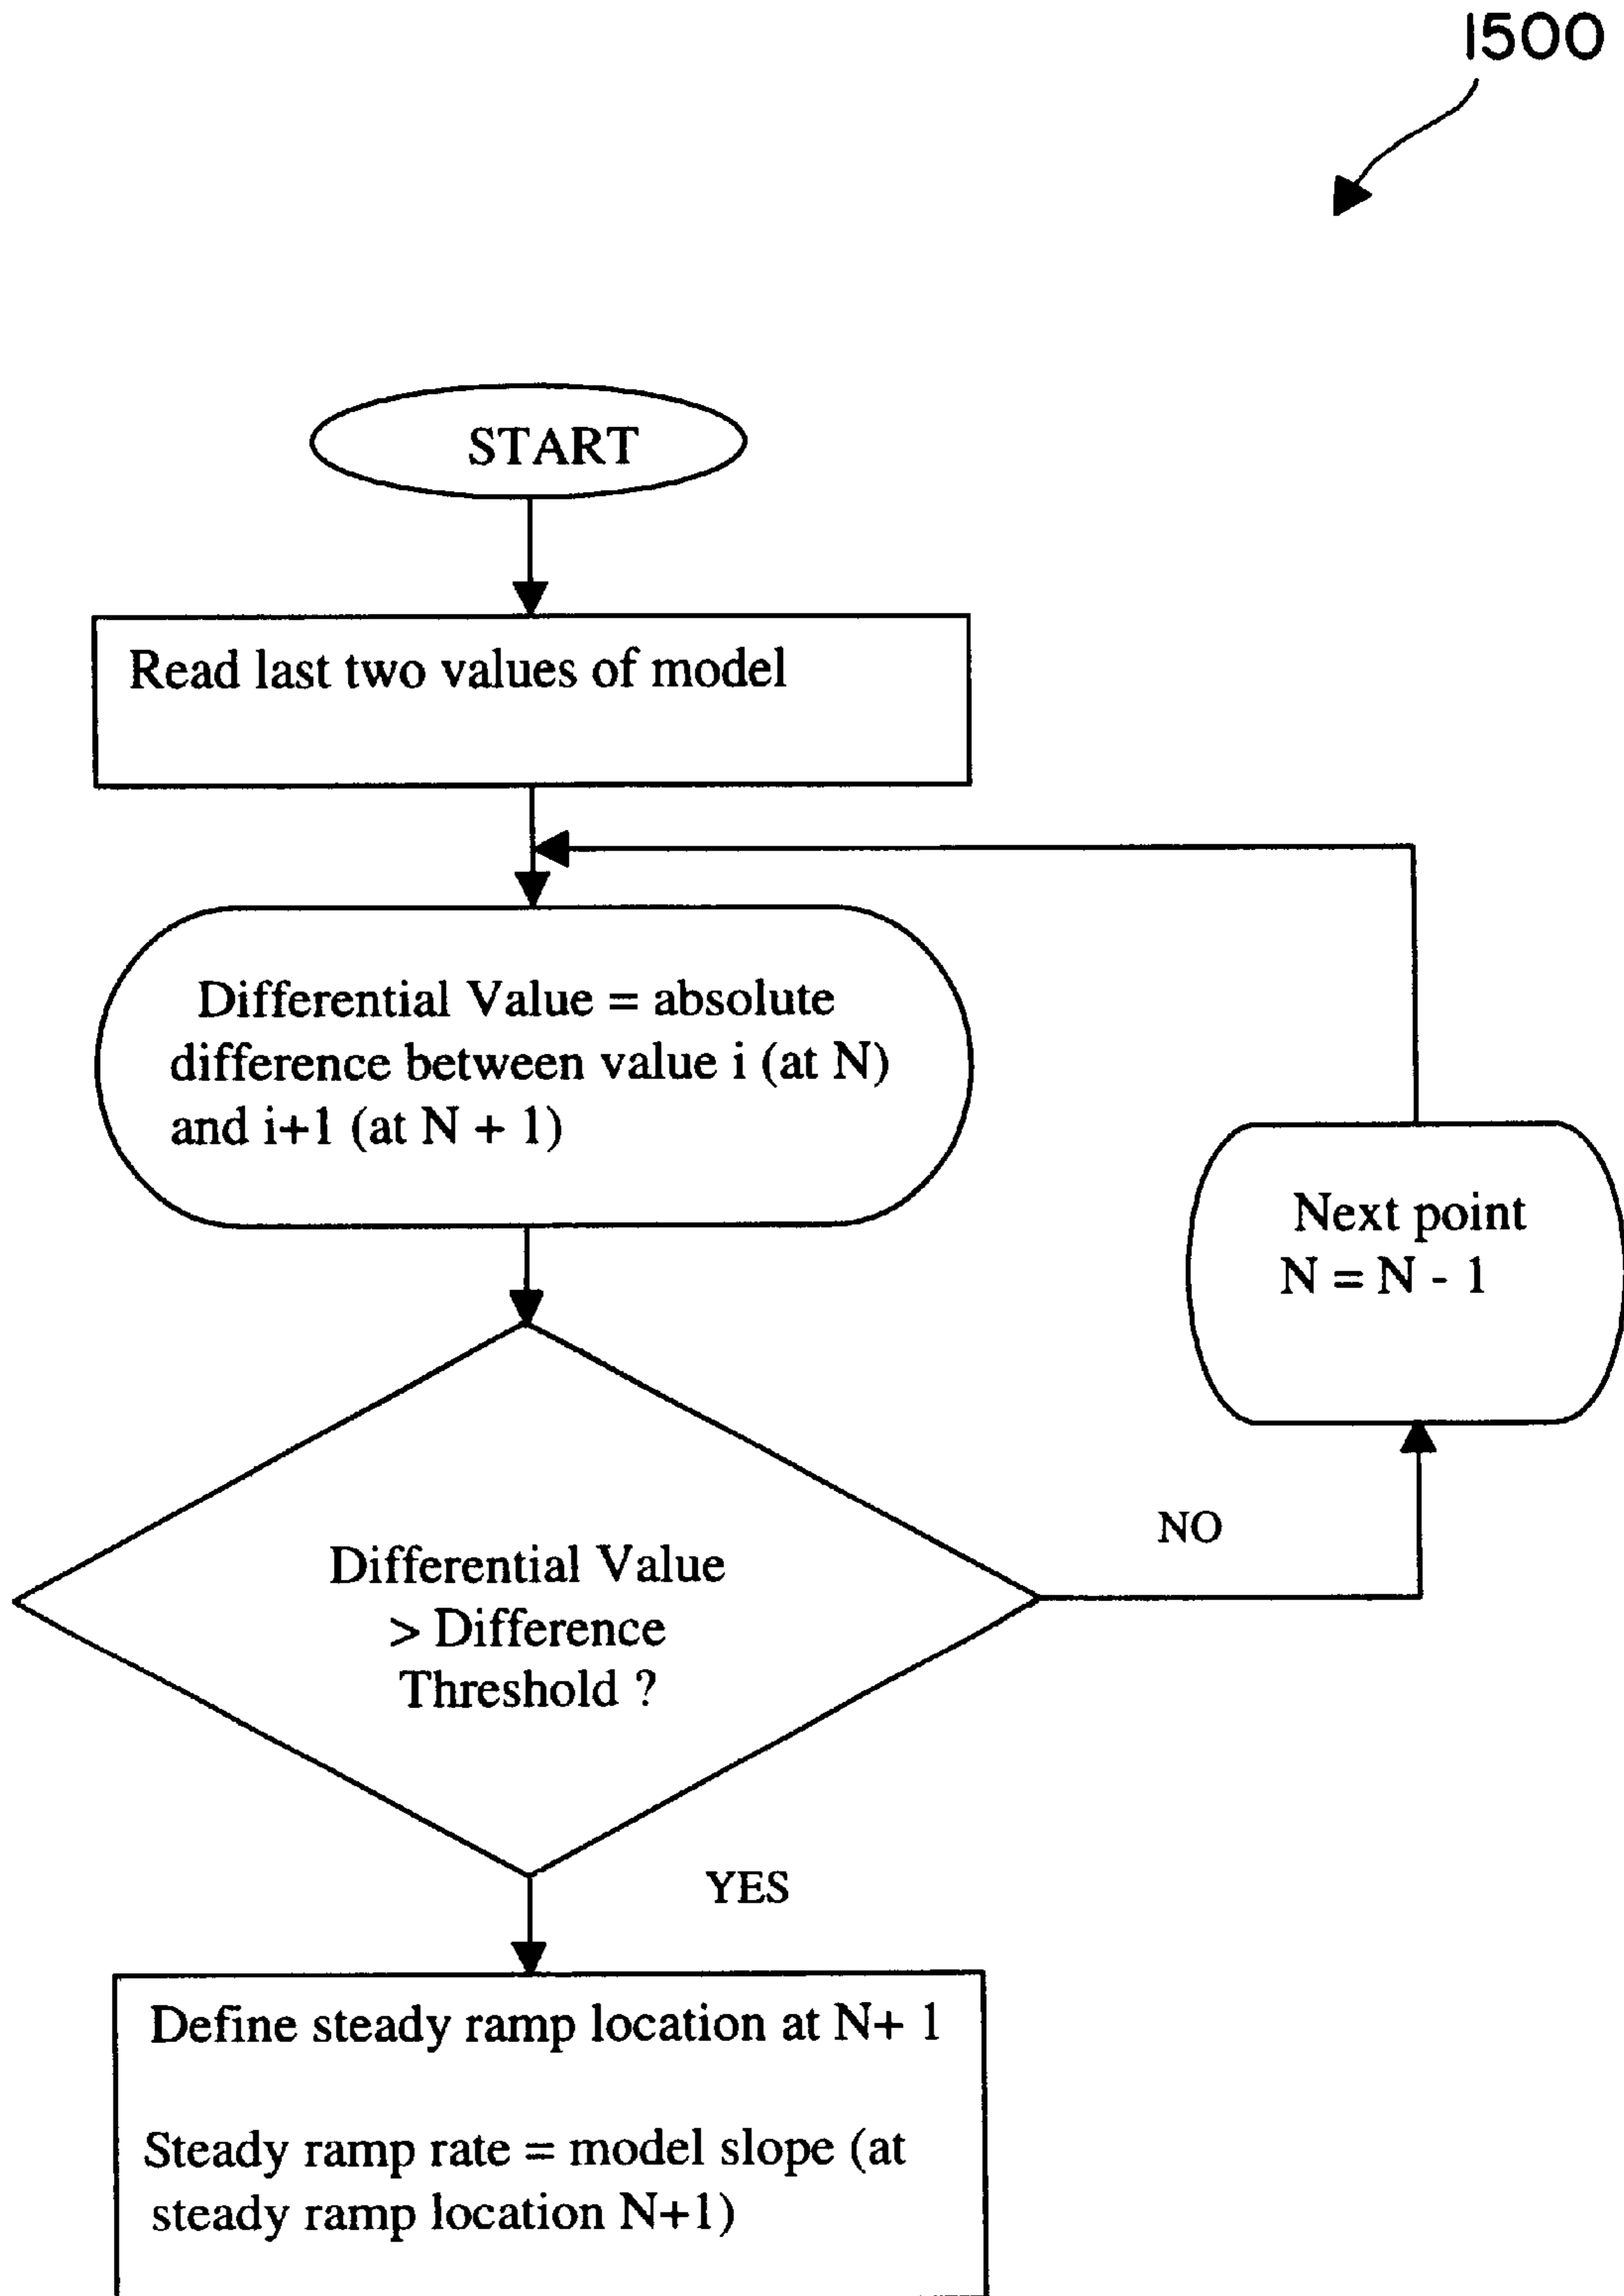 1500
START
Read last two values of model
Differential Value = absolute
difference between value i (at N)
and i+1 (at N + 1)
Next point
N = N - 1
Differential Value
> Difference
Threshold ?
NO
YES
Define steady ramp location at N+ 1
Steady ramp rate = model slope (at
steady ramp location N+1)